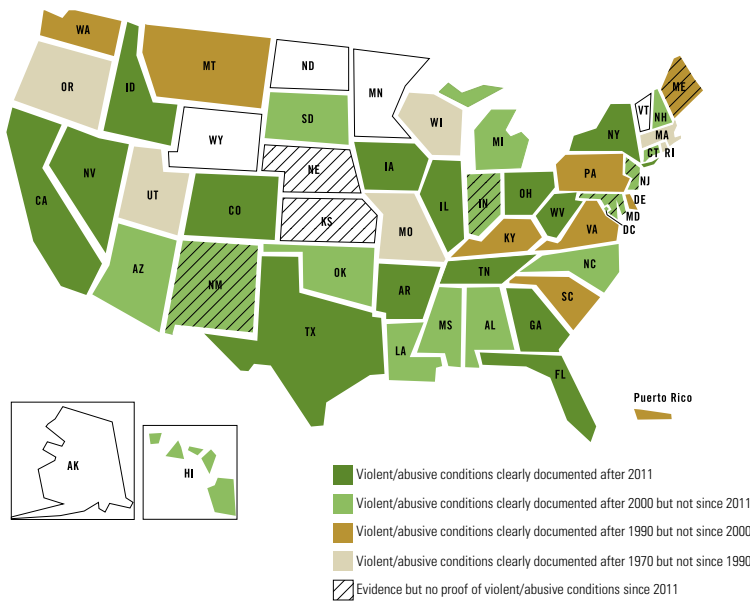 WA
MT
ND
MN
OR
ID
SD
WI
MI
VT
NH
ME
NY
MA
CT
RI
WY
NE
IA
PA
NJ
NV
UT
CO
KS
IL
IN
OH
WV
DE
MD
DC
VA
CA
MO
KY
AZ
NM
OK
AR
TN
NC
SC
TX
LA
MS
AL
GA
FL
Puerto Rico
AK
HI
Violent/abusive conditions clearly documented after 2011
Violent/abusive conditions clearly documented after 2000 but not since 2011
Violent/abusive conditions clearly documented after 1990 but not since 2000
Violent/abusive conditions clearly documented after 1970 but not since 1990
Evidence but no proof of violent/abusive conditions since 2011